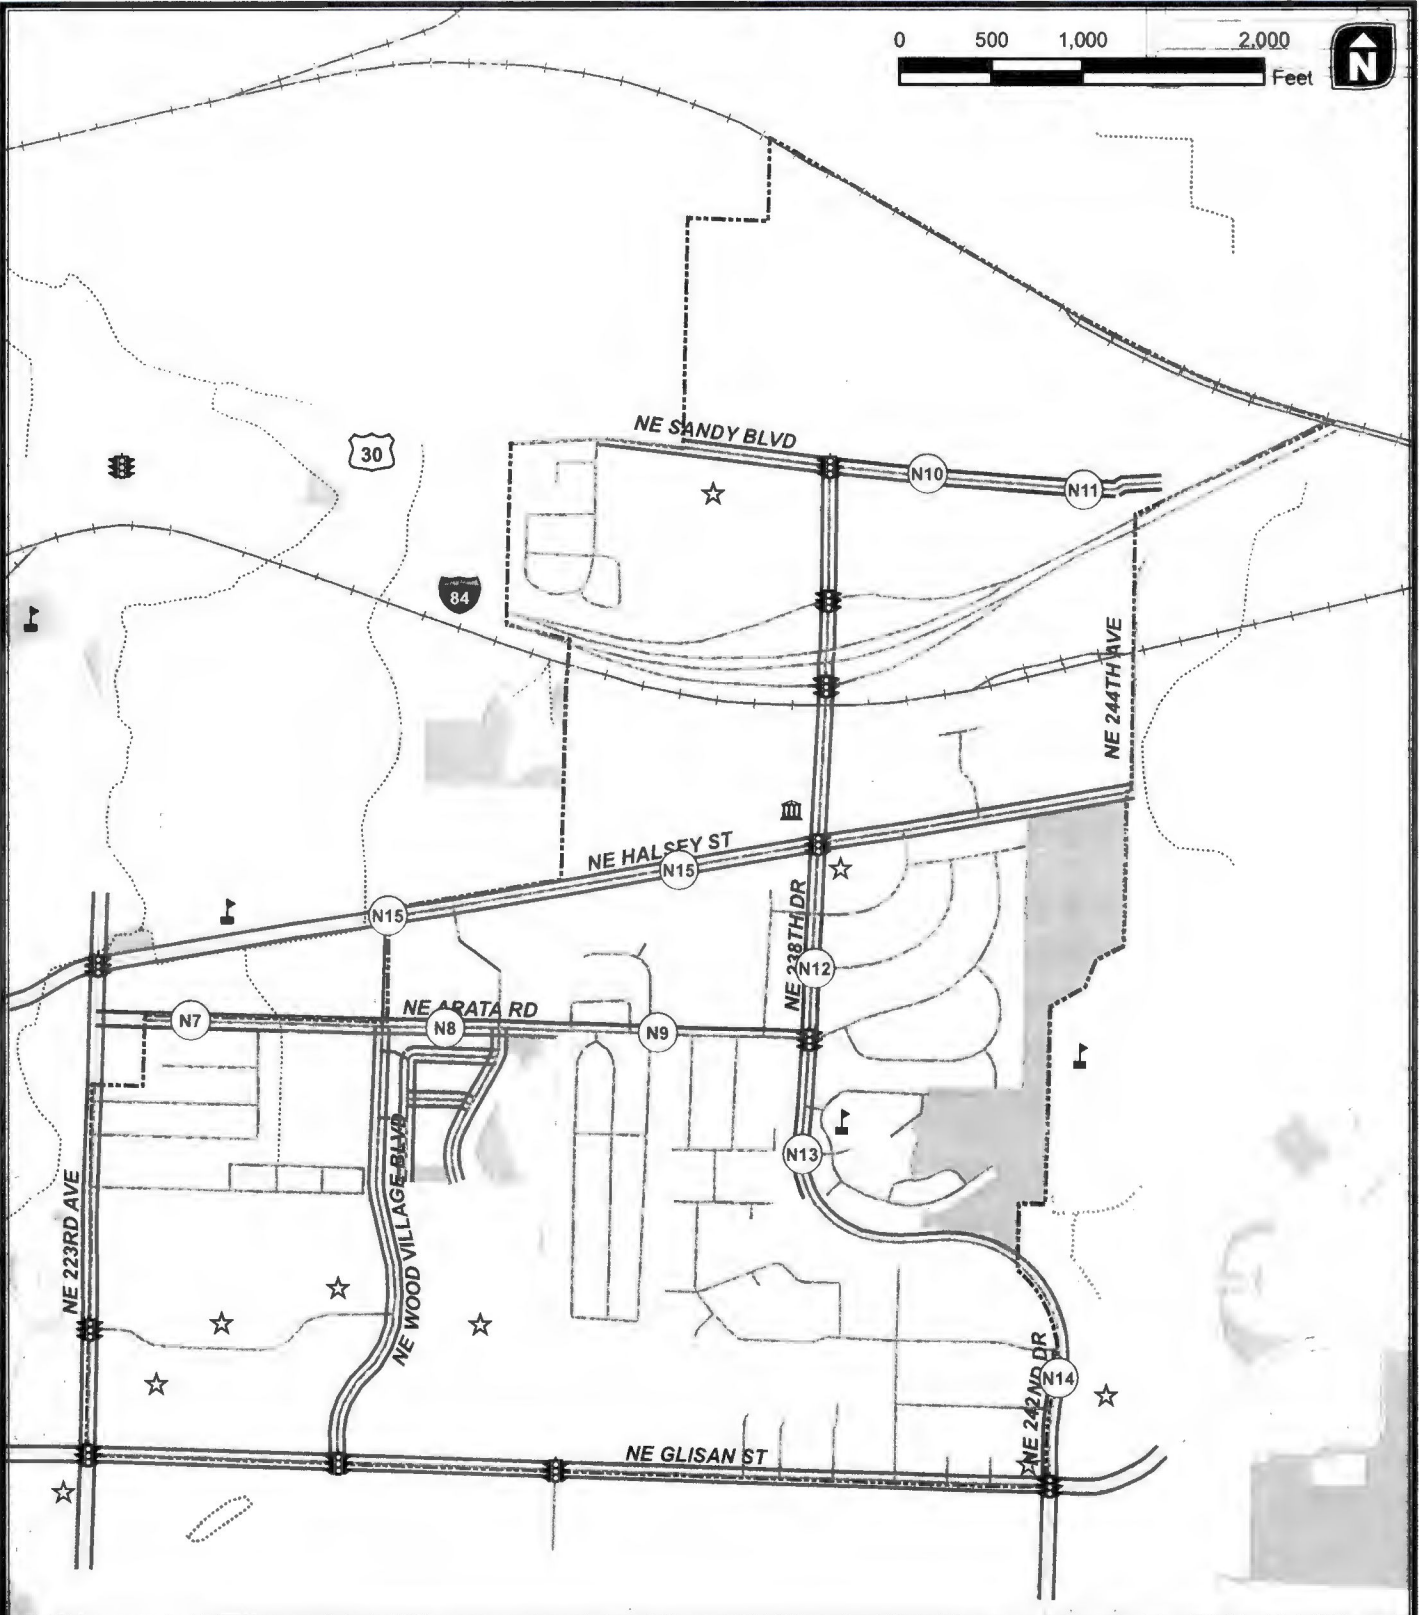 0 500 1,000 2,000
Feet
N
NE SANDY BLVD
30
N10
N11
84
NE 244TH AVE
NE HALSEY ST
N15
N15
NE 238TH DR
N12
NE ARATA RD
N7
N8
N9
N13
NE 223RD AVE
NE WOOD VILLAGE BLVD
NE 242ND DR
N14
NE GLISAN ST